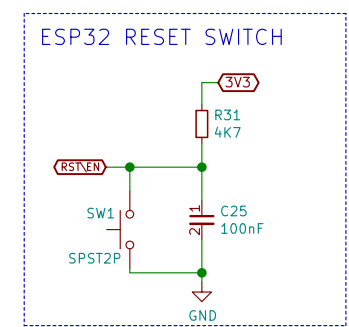 ESP32 RESET SWITCH
3V3
R31
4K7
RST\EN
SW1
1
C25
2
100nF
SPST2P
GND